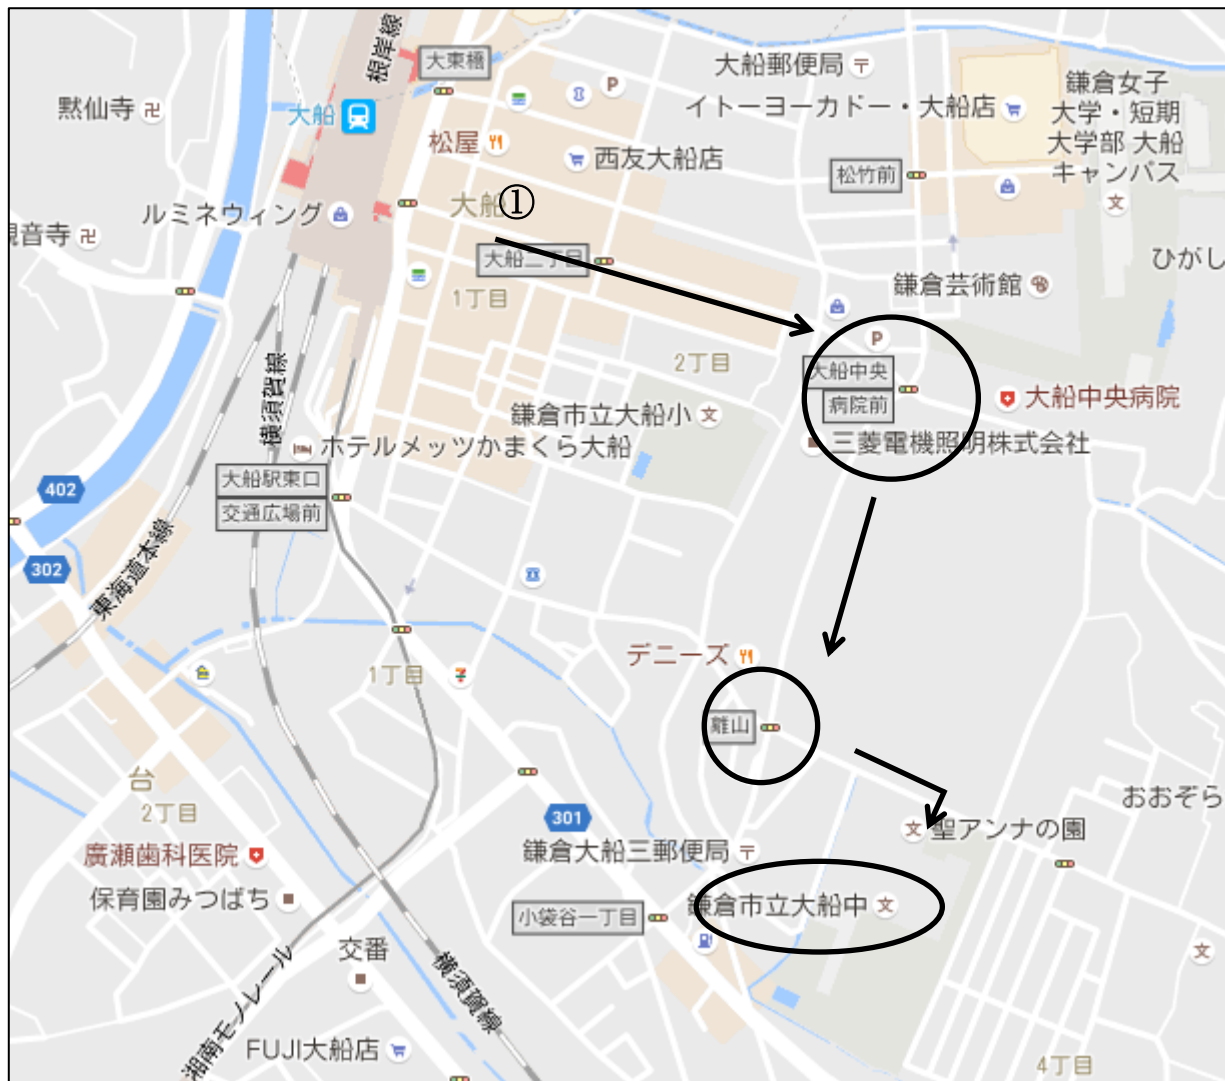 根岸線
大東橋
大船郵便局
鎌倉女子
大学・短期
大学部 大船
キャンパス
黙仙寺
大船
P
イトーヨーカドー・大船店
松屋
西友大船店
松竹前
ルミネウィング
大船
①
観音寺
大船二丁目
ひがし
1丁目
鎌倉芸術館
P
横須賀線
2丁目
大船中央
病院前
大船中央病院
鎌倉市立大船小
三菱電機照明株式会社
ホテルメッツかまくら大船
大船駅東口
交通広場前
402
302
東海道本線
デニーズ
1丁目
離山
台
2丁目
301
おおぞら
聖アンナの園
廣瀬歯科医院
鎌倉大船三郵便局
保育園みつばち
小袋谷一丁目
鎌倉市立大船中
交番
横須賀線
湘南モノレール
FUJI大船店
4丁目